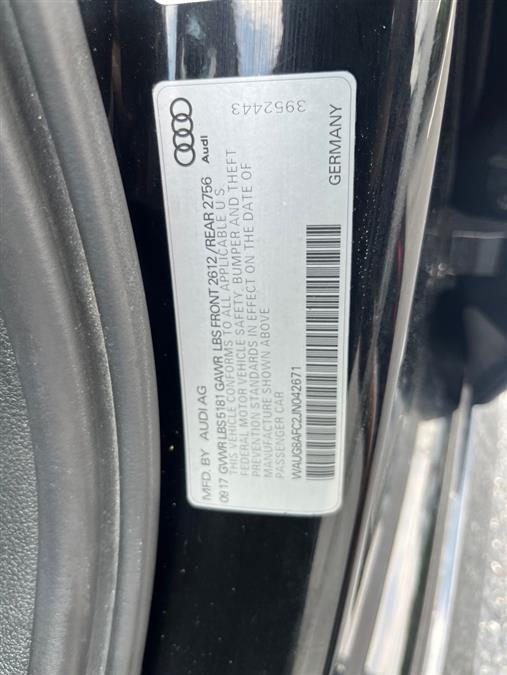 Audi
3952443
MFD. BY AUDI AG
09 17 GVWR LBS 5181 GAWR LBS FRONT 2612 / REAR 2756
THIS VEHICLE CONFORMS TO ALL APPLICABLE U S
FEDERAL MOTOR VEHICLE SAFETY, BUMPER AND THEFT
PREVENTION STANDARDS IN EFFECT ON THE DATE OF
MANUFACTURE SHOWN ABOVE
PASSENGER CAR
WAUG8AFC2JN042671
GERMANY